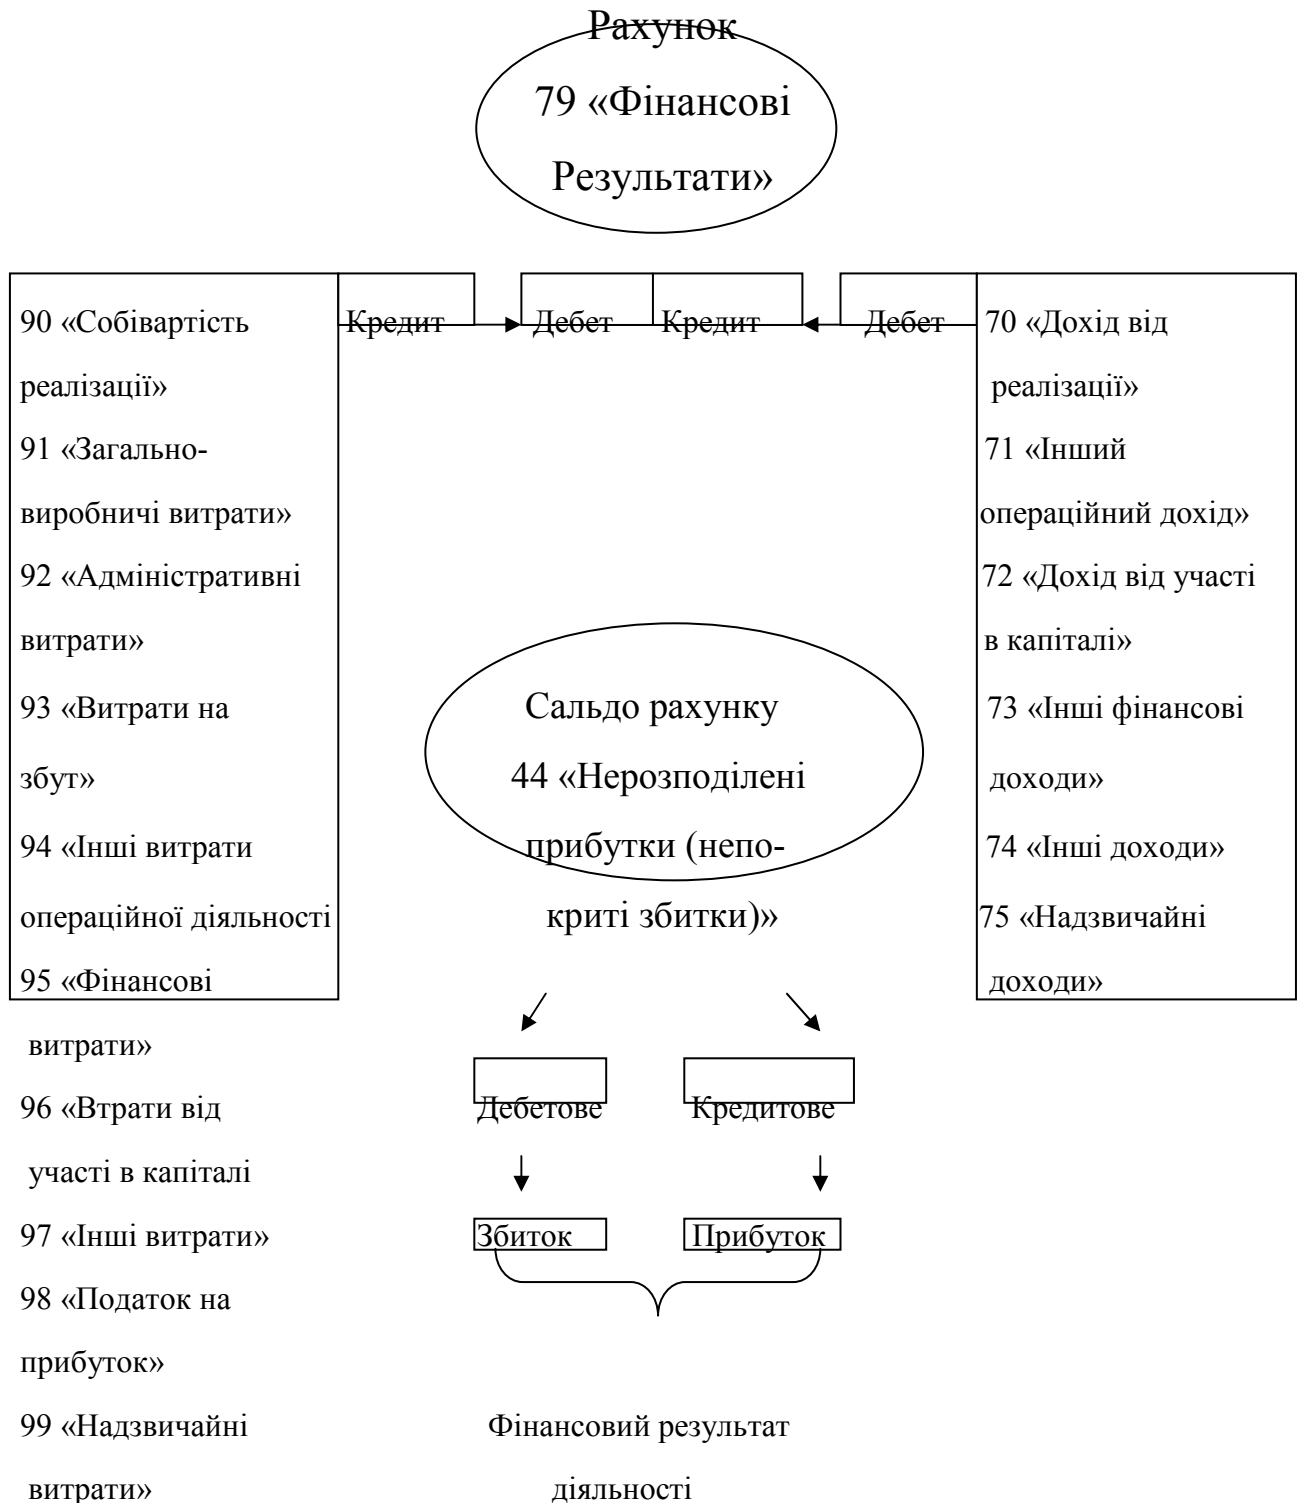 Рахунок
79 «Фінансові
Результати»
90 «Собівартість
реалізації»
91 «Загально-
виробничі витрати»
92 «Адміністративні
витрати»
93 «Витрати на
збут»
94 «Інші витрати
операційної діяльності
95 «Фінансові
витрати»
96 «Втрати від
участі в капіталі
97 «Інші витрати»
98 «Податок на
прибуток»
99 «Надзвичайні
витрати»
Кредит
Дебет
Кредит
Дебет
70 «Дохід від
реалізації»
71 «Інший
операційний дохід»
72 «Дохід від участі
в капіталі»
73 «Інші фінансові
доходи»
74 «Інші доходи»
75 «Надзвичайні
доходи»
Сальдо рахунку
44 «Нерозподілені
прибутки (непо-
криті збитки)»
Дебетове
Кредитове
Збиток
Прибуток
Фінансовий результат
діяльності